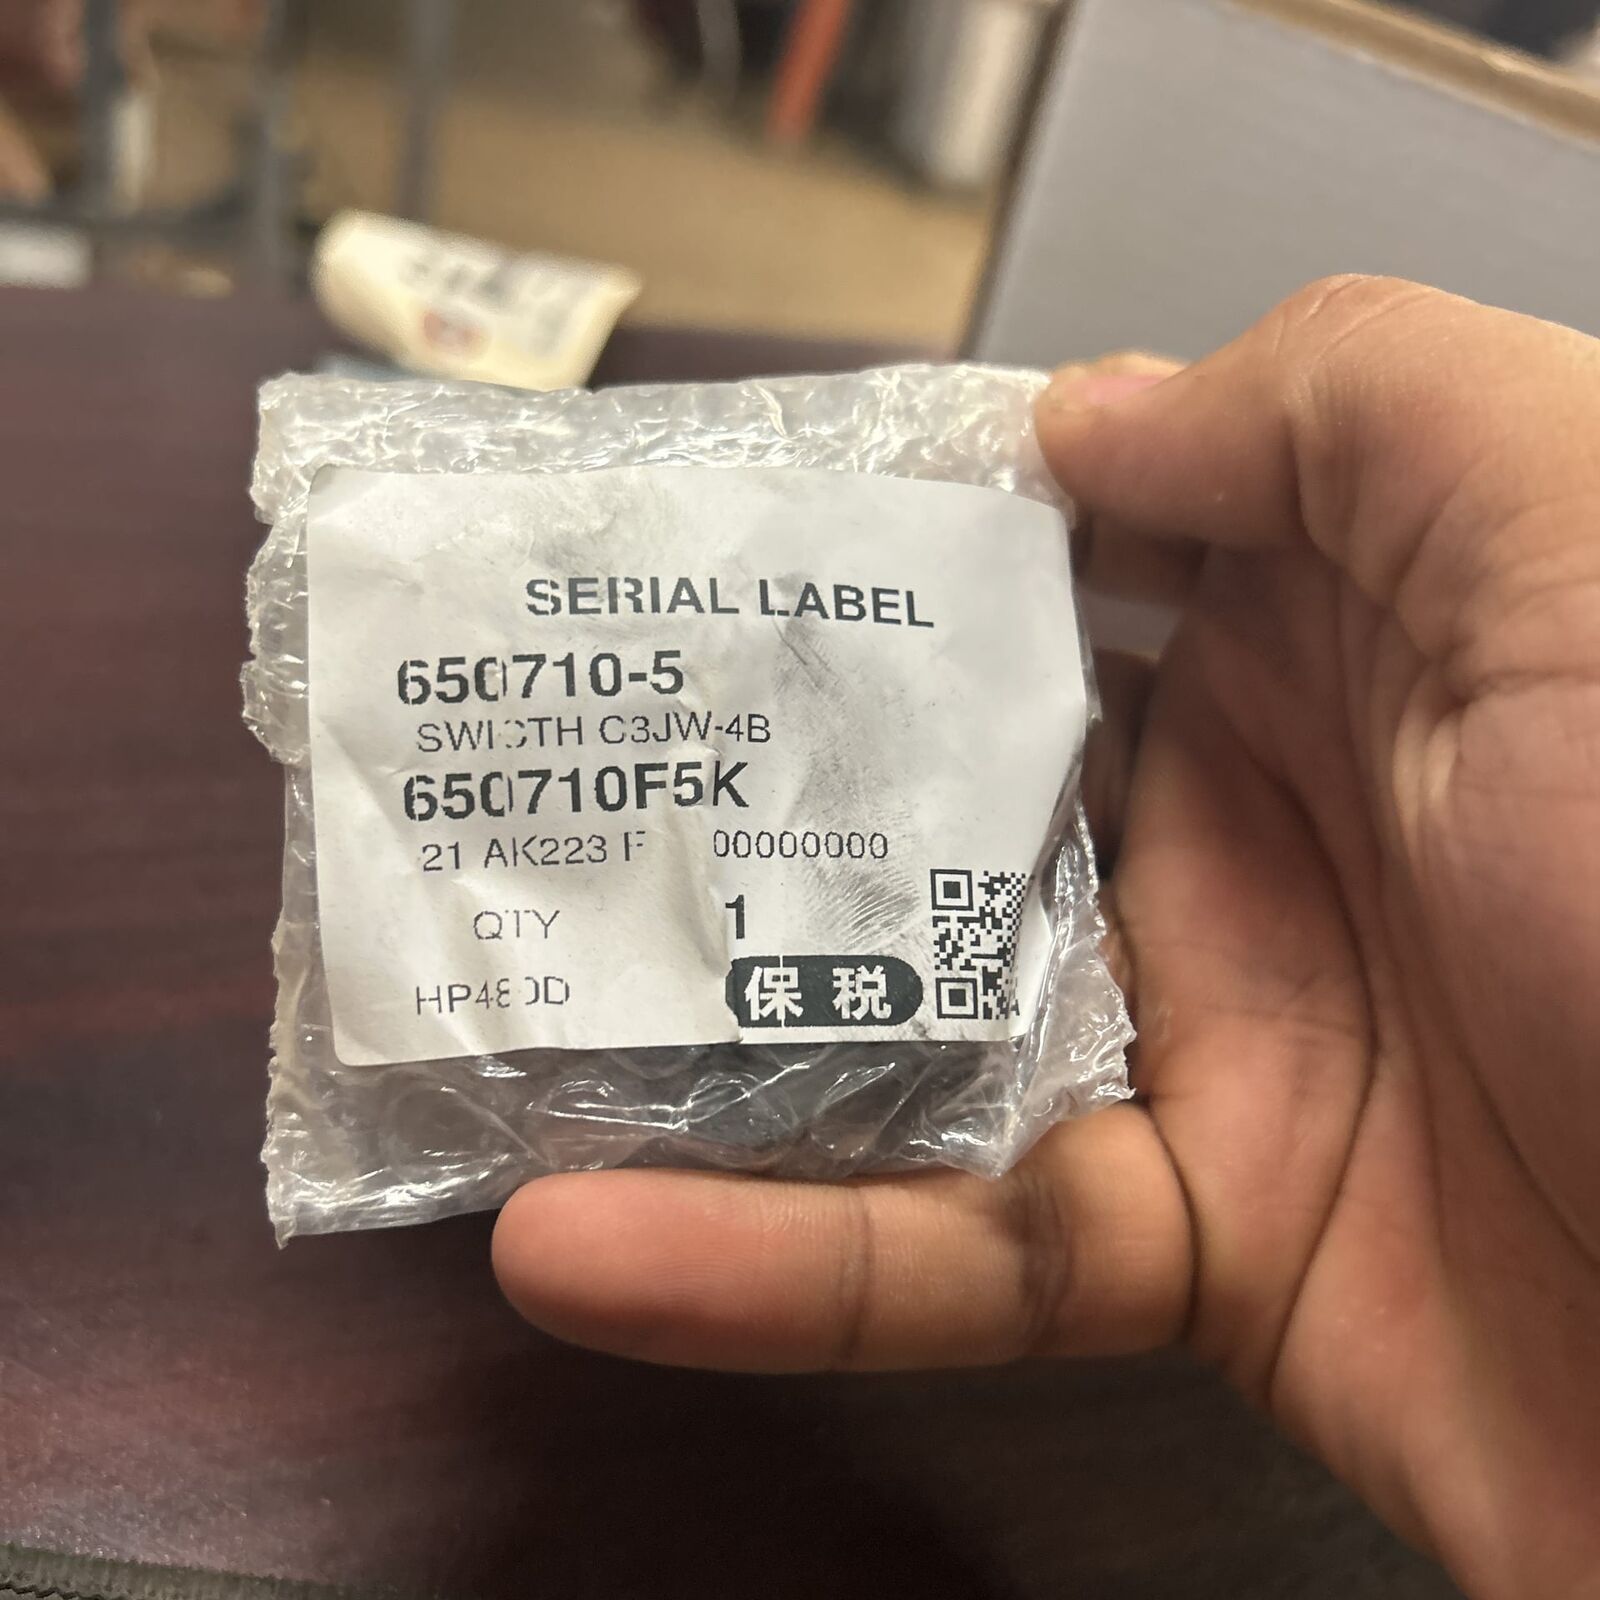 SERIAL LABEL
650710-5
SWICTH C3JW-4B
650710F5K
21 AK223 F 00000000
QTY 1
保税